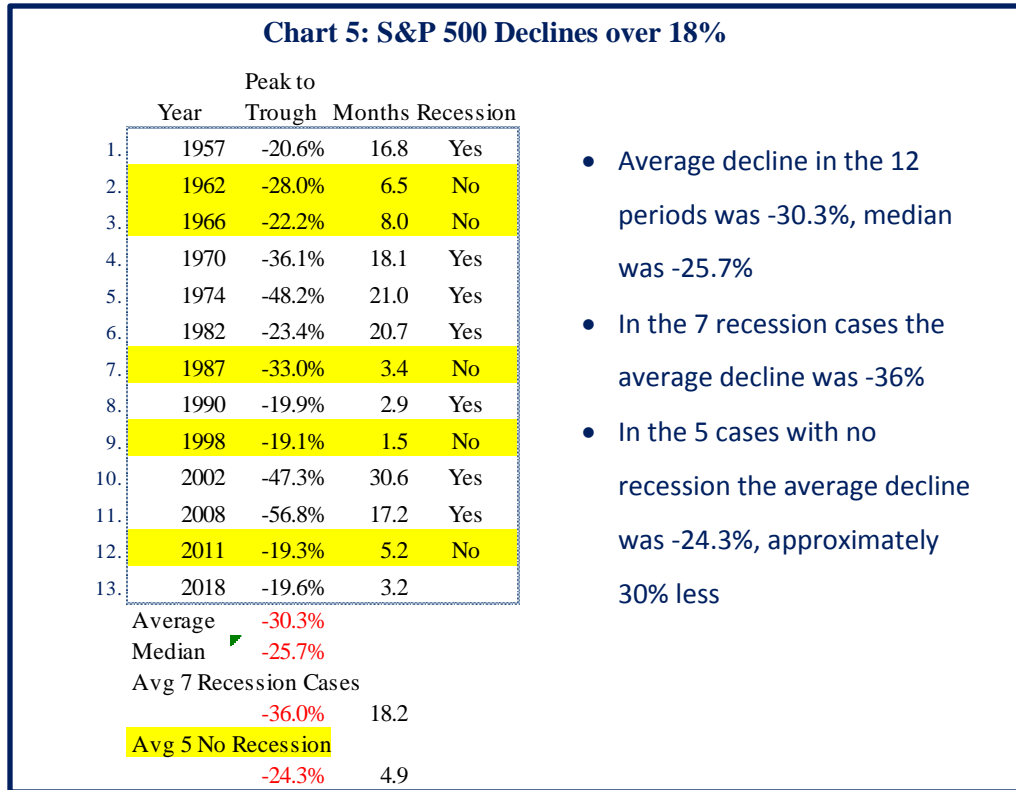 Chart 5: S&P 500 Declines over 18%
Peak to
Year Trough Months Recession
1. 1957 -20.6% 16.8 Yes
2. 1962 -28.0% 6.5 No
3. 1966 -22.2% 8.0 No
4. 1970 -36.1% 18.1 Yes
5. 1974 -48.2% 21.0 Yes
6. 1982 -23.4% 20.7 Yes
7. 1987 -33.0% 3.4 No
8. 1990 -19.9% 2.9 Yes
9. 1998 -19.1% 1.5 No
10. 2002 -47.3% 30.6 Yes
11. 2008 -56.8% 17.2 Yes
12. 2011 -19.3% 5.2 No
13. 2018 -19.6% 3.2
Average -30.3%
Median -25.7%
Avg 7 Recession Cases
-36.0% 18.2
Avg 5 No Recession
-24.3% 4.9
• Average decline in the 12
periods was -30.3%, median
was -25.7%
• In the 7 recession cases the
average decline was -36%
• In the 5 cases with no
recession the average decline
was -24.3%, approximately
30% less